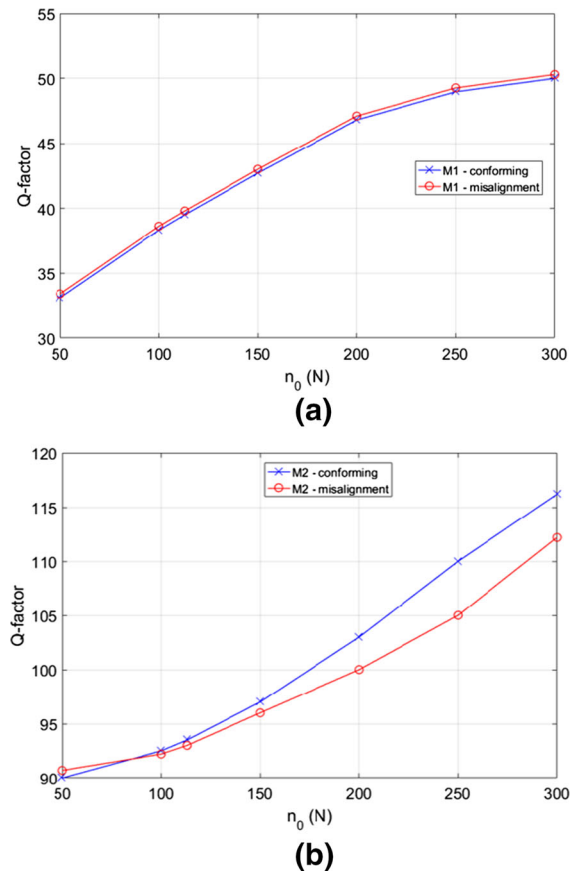 55
50
45
40
35
30
Q-factor
M1 - conforming
M1 - misalignment
50 100 150 200 250 300
n0 (N)
(a)
120
115
110
105
100
95
90
Q-factor
M2 - conforming
M2 - misalignment
50 100 150 200 250 300
n0 (N)
(b)